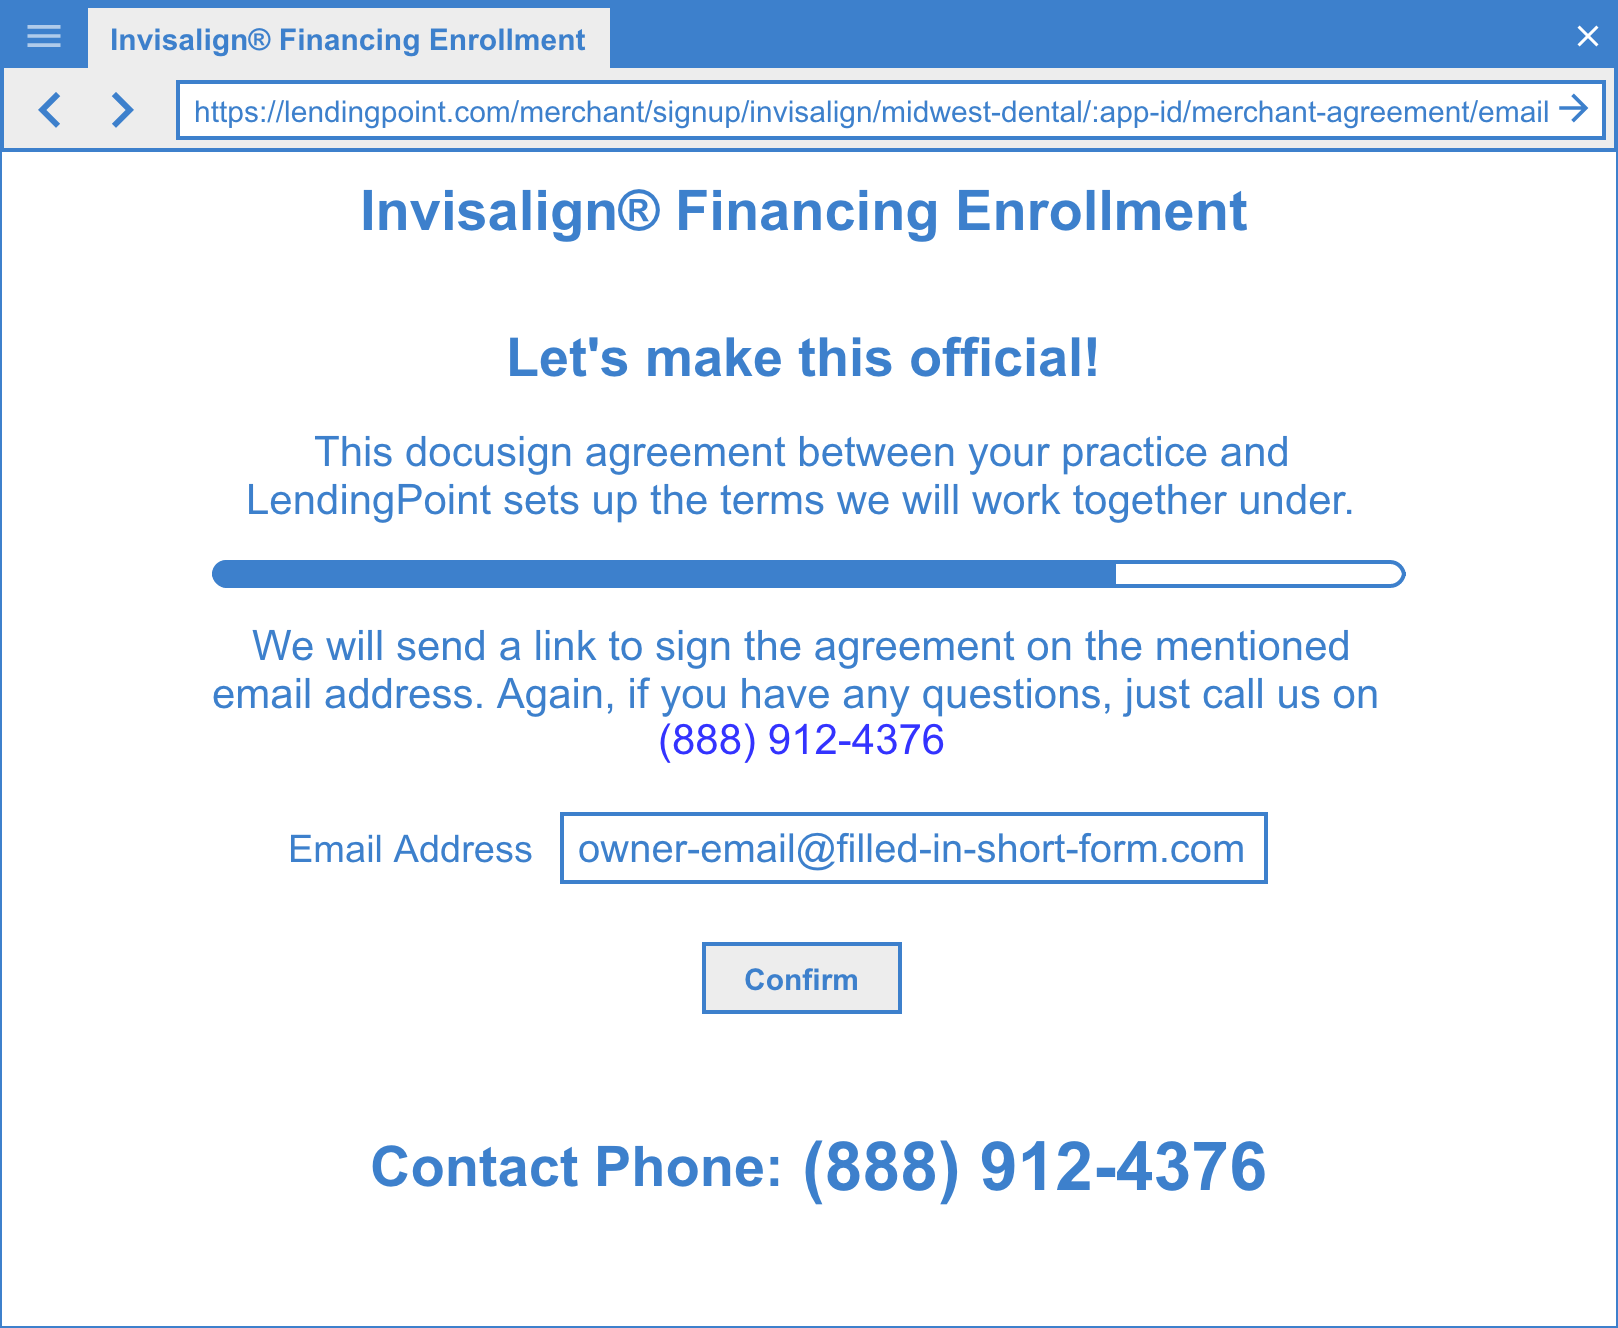 Invisalign® Financing Enrollment
https://lendingpoint.com/merchant/signup/invisalign/midwest-dental/:app-id/merchant-agreement/email
Invisalign® Financing Enrollment
Let's make this official!
This docusign agreement between your practice and
LendingPoint sets up the terms we will work together under.
We will send a link to sign the agreement on the mentioned
email address. Again, if you have any questions, just call us on
(888) 912-4376
Email Address owner-email@filled-in-short-form.com
Confirm
Contact Phone: (888) 912-4376